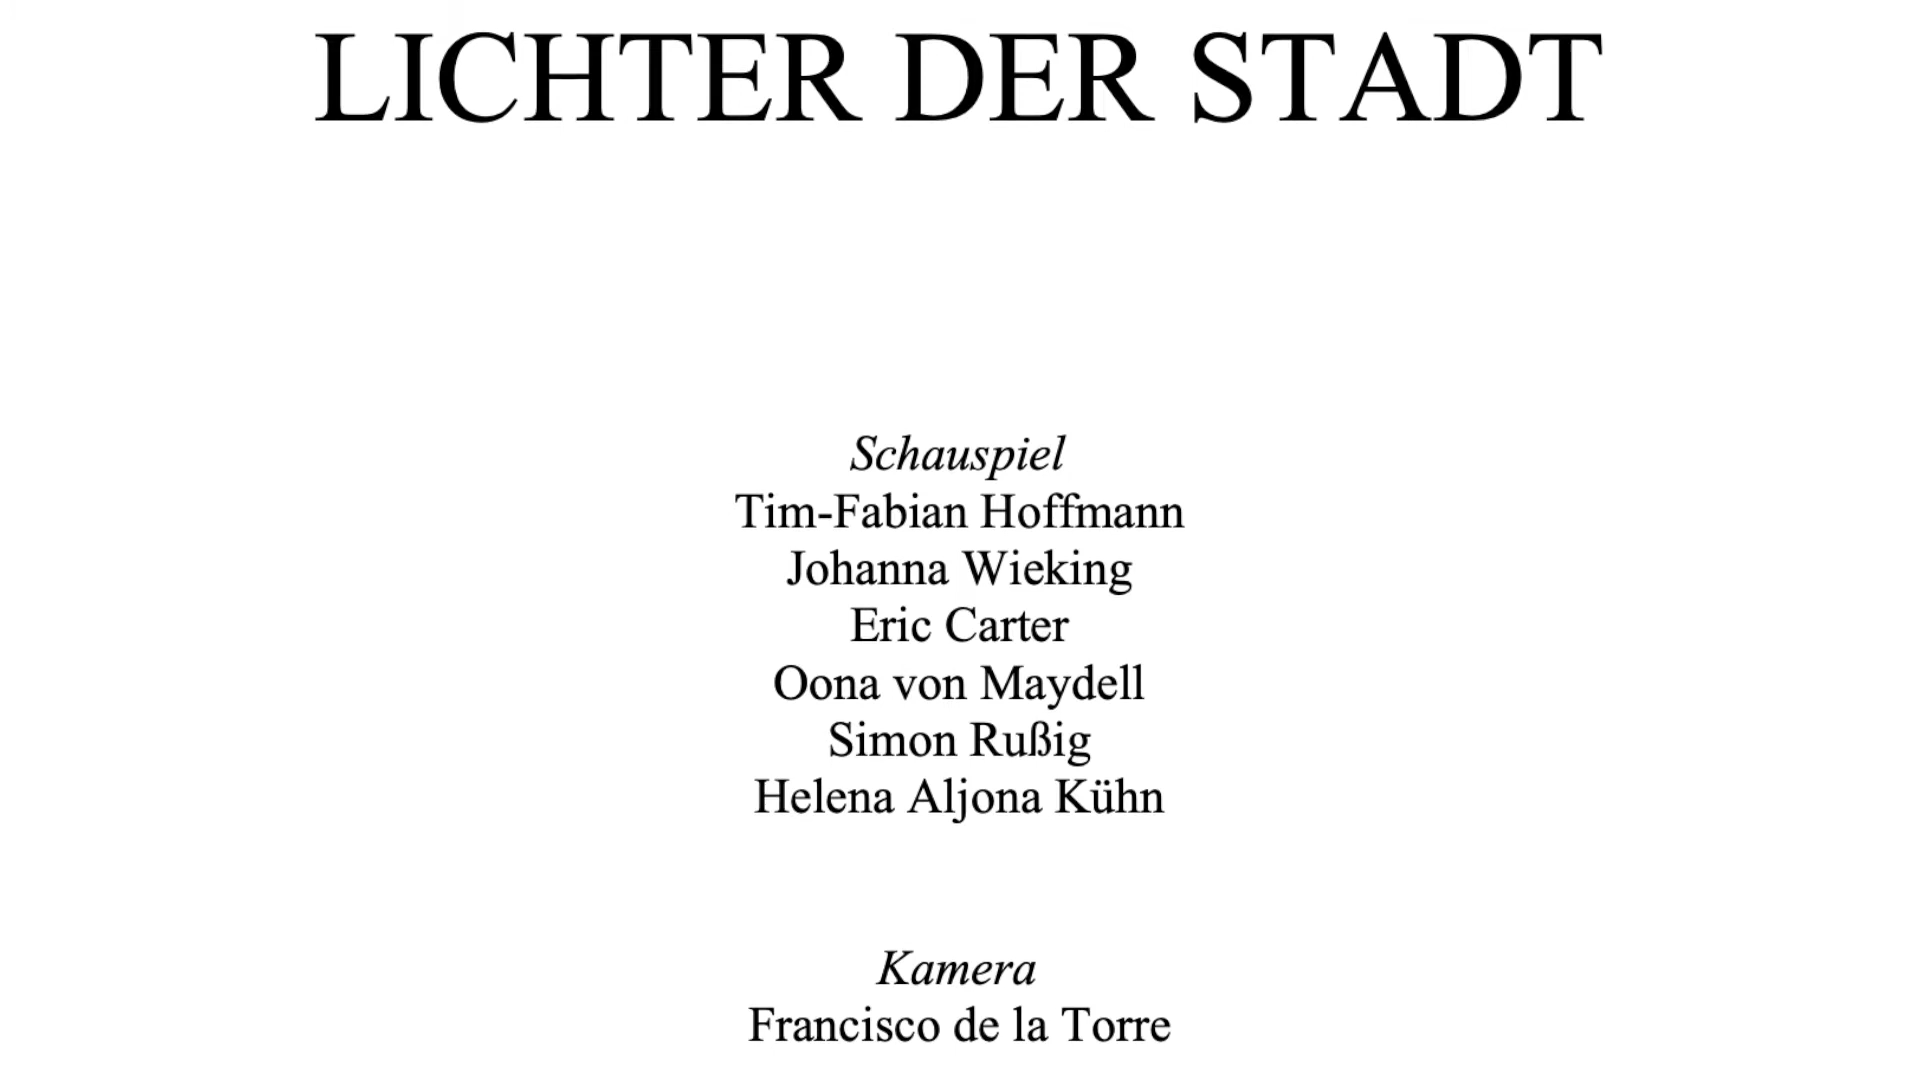 LICHTER DER STADT
Schauspiel
Tim-Fabian Hoffmann
Johanna Wieking
Eric Carter
Oona von Maydell
Simon Rußig
Helena Aljona Kühn
Kamera
Francisco de la Torre